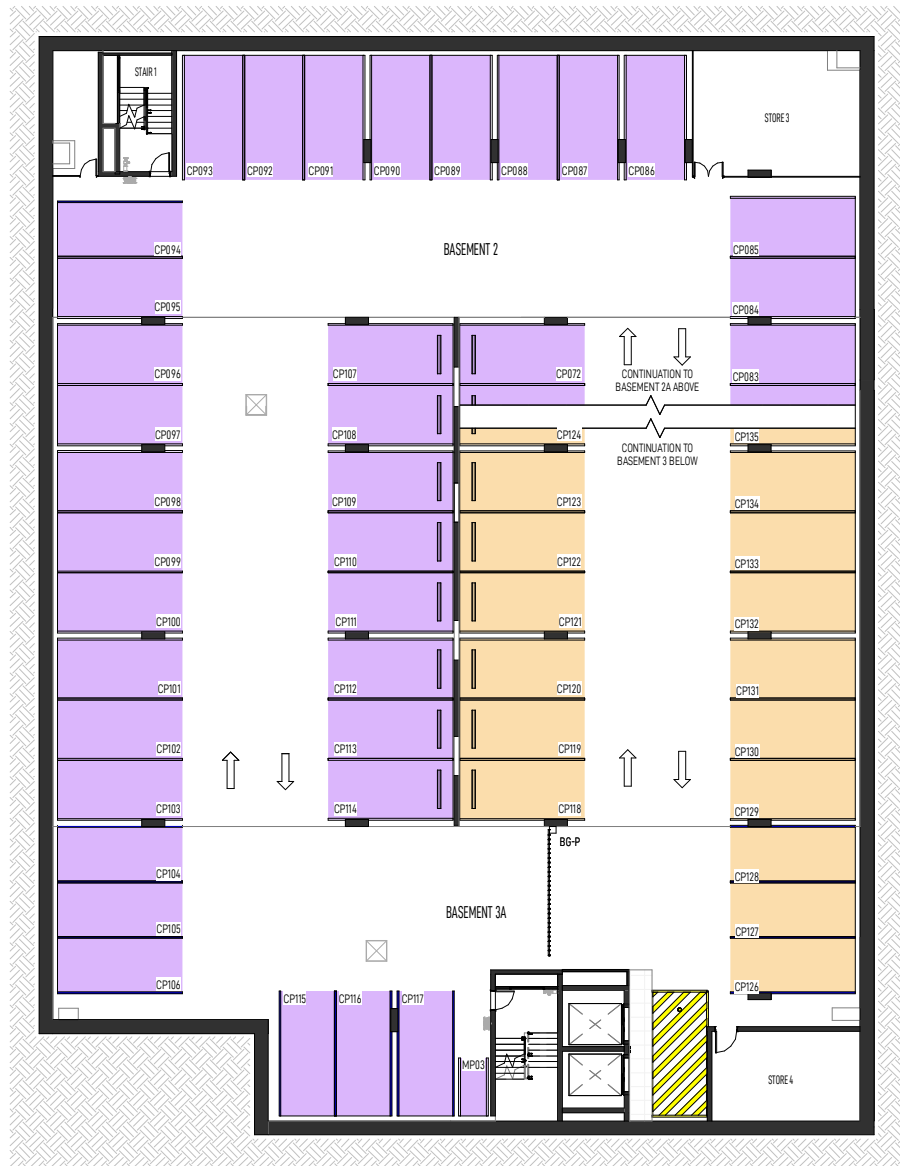 STAIR 1
STORE 3
CP093
CP092
CP091
CP090
CP089
CP088
CP087
CP086
BASEMENT 2
CP094
CP085
CP095
CP084
CP096
CP107
CP072
CP083
CONTINUATION TO
BASEMENT 2A ABOVE
CP097
CP108
CP124
CP135
CONTINUATION TO
BASEMENT 3 BELOW
CP098
CP109
CP123
CP134
CP099
CP110
CP122
CP133
CP100
CP111
CP121
CP132
CP101
CP112
CP120
CP131
CP102
CP113
CP119
CP130
CP103
CP114
CP118
CP129
BG-P
CP104
CP128
BASEMENT 3A
CP105
CP127
CP106
CP126
CP115
CP116
CP117
MP03
STORE 4